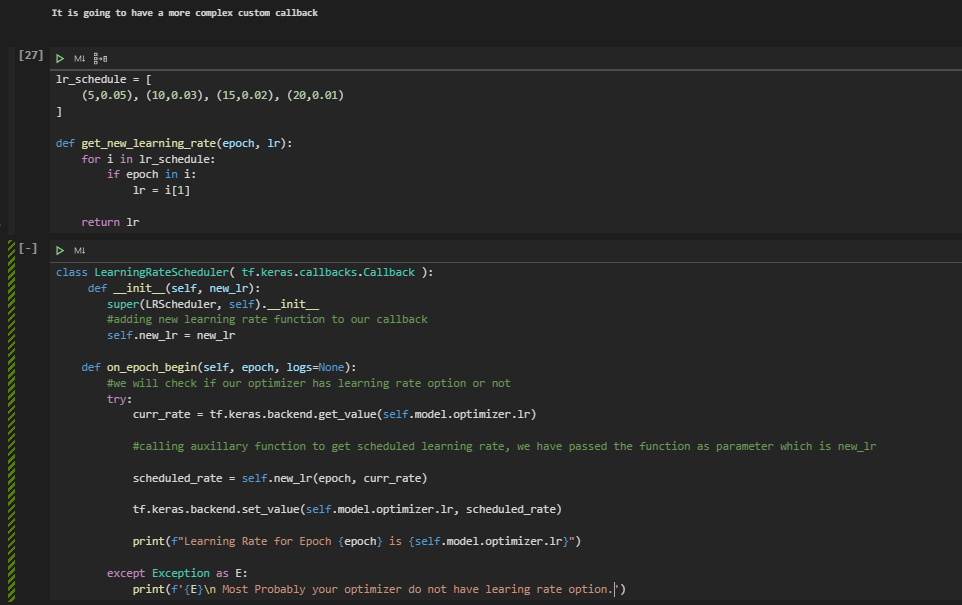 It is going to have a more complex custom callback
[27]
M↓
lr_schedule = [
    (5,0.05), (10,0.03), (15,0.02), (20,0.01)
]
def get_new_learning_rate(epoch, lr):
    for i in lr_schedule:
        if epoch in i:
            lr = i[1]
    return lr
[-]
M↓
class LearningRateScheduler( tf.keras.callbacks.Callback ):
     def __init__(self, new_lr):
        super(LRScheduler, self).__init__
        #adding new learning rate function to our callback
        self.new_lr = new_lr
    def on_epoch_begin(self, epoch, logs=None):
        #we will check if our optimizer has learning rate option or not
        try:
            curr_rate = tf.keras.backend.get_value(self.model.optimizer.lr)
            #calling auxillary function to get scheduled learning rate, we have passed the function as parameter which is new_lr
            scheduled_rate = self.new_lr(epoch, curr_rate)
            tf.keras.backend.set_value(self.model.optimizer.lr, scheduled_rate)
            print(f"Learning Rate for Epoch {epoch} is {self.model.optimizer.lr}")
        except Exception as E:
            print(f'{E}\n Most Probably your optimizer do not have learing rate option.')